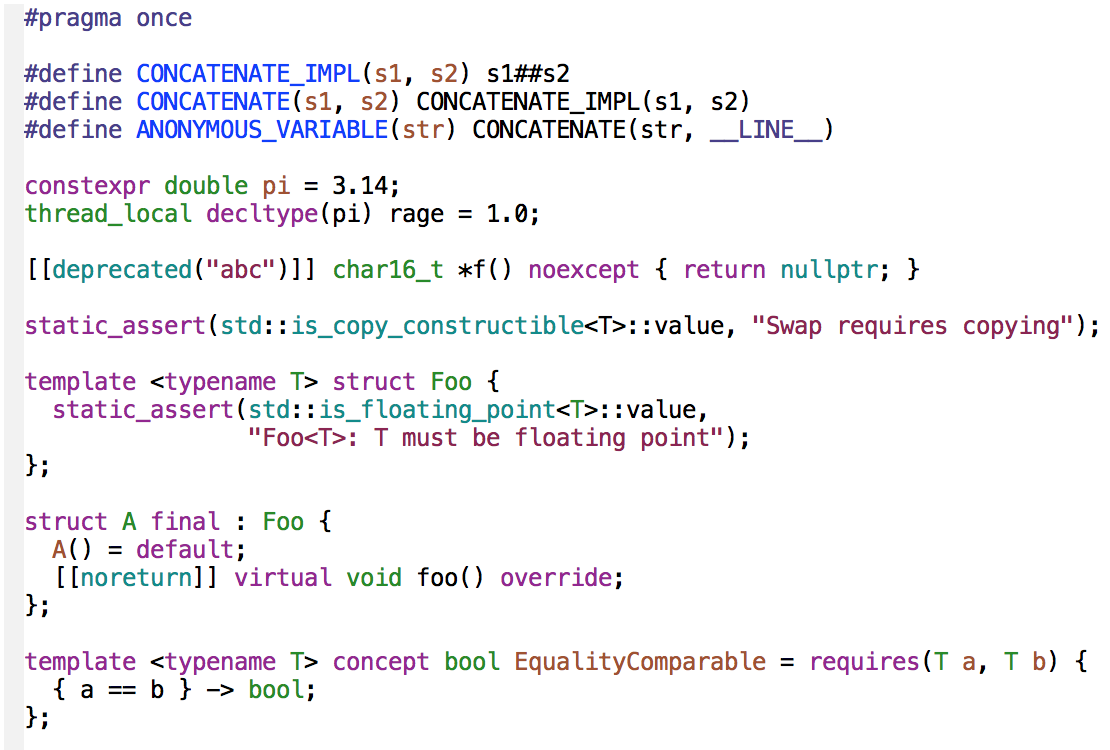 #pragma once

#define CONCATENATE_IMPL(s1, s2) s1##s2
#define CONCATENATE(s1, s2) CONCATENATE_IMPL(s1, s2)
#define ANONYMOUS_VARIABLE(str) CONCATENATE(str, __LINE__)

constexpr double pi = 3.14;
thread_local decltype(pi) rage = 1.0;

[[deprecated("abc")]] char16_t *f() noexcept { return nullptr; }

static_assert(std::is_copy_constructible<T>::value, "Swap requires copying");

template <typename T> struct Foo {
  static_assert(std::is_floating_point<T>::value,
                "Foo<T>: T must be floating point");
};

struct A final : Foo {
  A() = default;
  [[noreturn]] virtual void foo() override;
};

template <typename T> concept bool EqualityComparable = requires(T a, T b) {
  { a == b } -> bool;
};